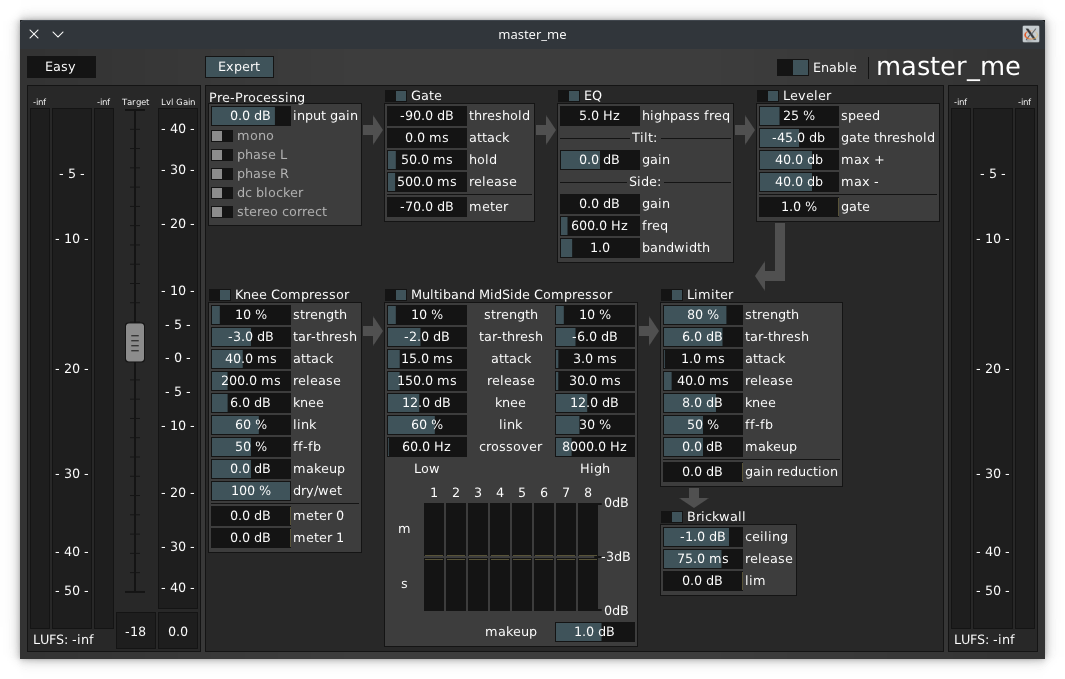 master_me
Easy
Expert
Enable
master_me
-inf -inf Target Lvl Gain
- 5 -
- 10 -
- 20 -
- 30 -
- 40 -
- 50 -
LUFS: -inf
-18
- 40 -
- 30 -
- 20 -
- 10 -
- 5 -
- 0 -
- 5 -
- 10 -
- 20 -
- 30 -
- 40 -
0.0
Pre-Processing
0.0 dB input gain
mono
phase L
phase R
dc blocker
stereo correct
Gate
-90.0 dB threshold
0.0 ms attack
50.0 ms hold
500.0 ms release
-70.0 dB meter
EQ
5.0 Hz highpass freq
Tilt:
0.0 dB gain
Side:
0.0 dB gain
600.0 Hz freq
1.0 bandwidth
Leveler
25 % speed
-45.0 db gate threshold
40.0 db max +
40.0 db max -
1.0 % gate
Knee Compressor
10 % strength
-3.0 dB tar-thresh
40.0 ms attack
200.0 ms release
6.0 dB knee
60 % link
50 % ff-fb
0.0 dB makeup
100 % dry/wet
0.0 dB meter 0
0.0 dB meter 1
Multiband MidSide Compressor
10 % strength 10 %
-2.0 dB tar-thresh -6.0 dB
15.0 ms attack 3.0 ms
150.0 ms release 30.0 ms
12.0 dB knee 12.0 dB
60 % link 30 %
60.0 Hz crossover 8000.0 Hz
Low High
1 2 3 4 5 6 7 8
0dB
m
-3dB
s
0dB
makeup 1.0 dB
Limiter
80 % strength
6.0 dB tar-thresh
1.0 ms attack
40.0 ms release
8.0 dB knee
50 % ff-fb
0.0 dB makeup
0.0 dB gain reduction
Brickwall
-1.0 dB ceiling
75.0 ms release
0.0 dB lim
-inf -inf
- 5 -
- 10 -
- 20 -
- 30 -
- 40 -
- 50 -
LUFS: -inf